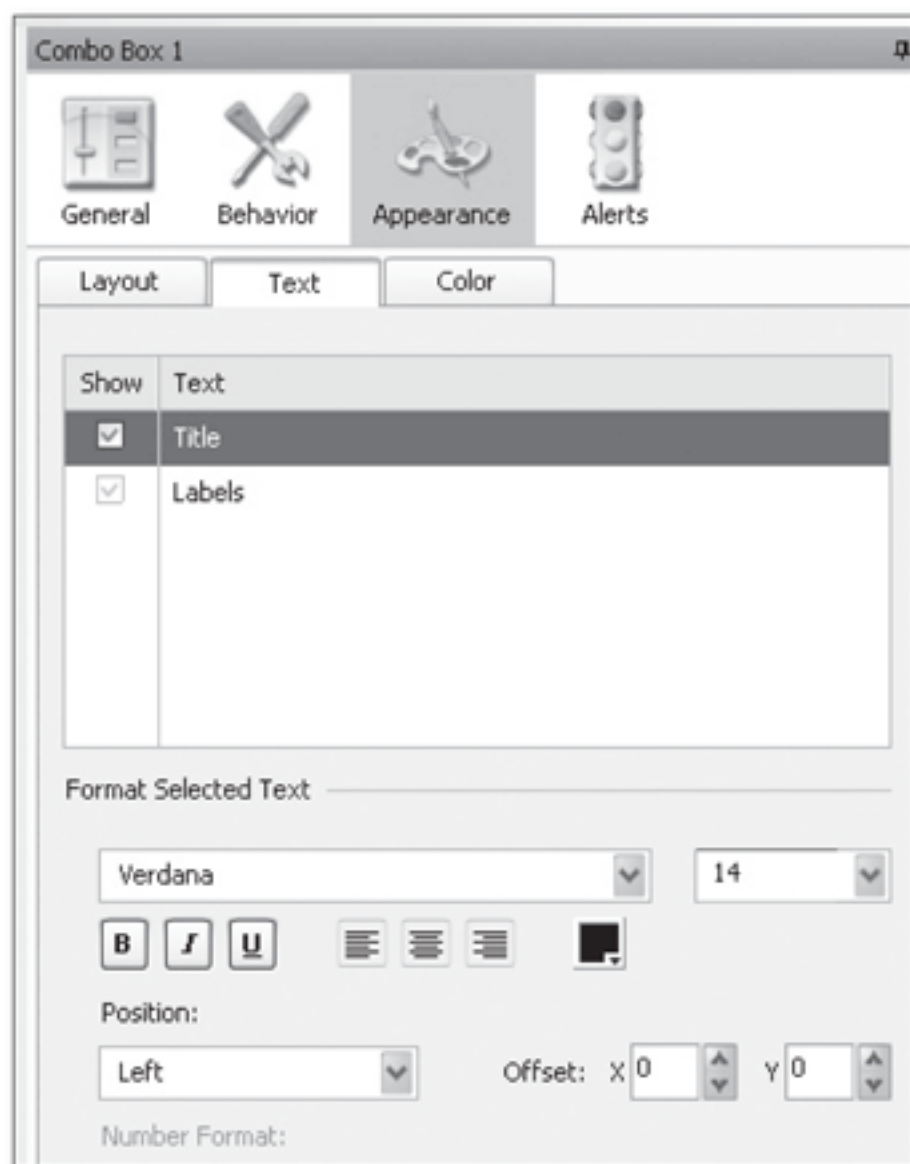 Combo Box 1
General Behavior Appearance Alerts
Layout Text Color
Show Text
Title
Labels
Format Selected Text
Verdana 14
B I U
Position:
Left Offset: X 0 Y 0
Number Format: